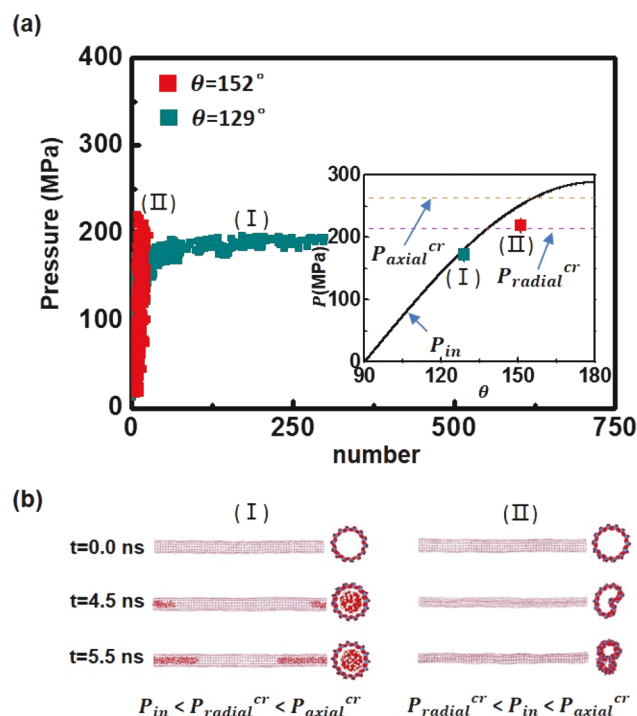 (a)
400
300
200
100
0
Pressure (MPa)
θ=152°
θ=129°
(II)
(I)
0
250
500
750
number
300
200
100
0
P(MPa)
90
120
150
180
θ
P_axial^cr
(I)
(II)
P_radial^cr
P_in
(b)
(I)
(II)
t=0.0 ns
t=4.5 ns
t=5.5 ns
P_in < P_radial^cr < P_axial^cr
P_radial^cr < P_in < P_axial^cr